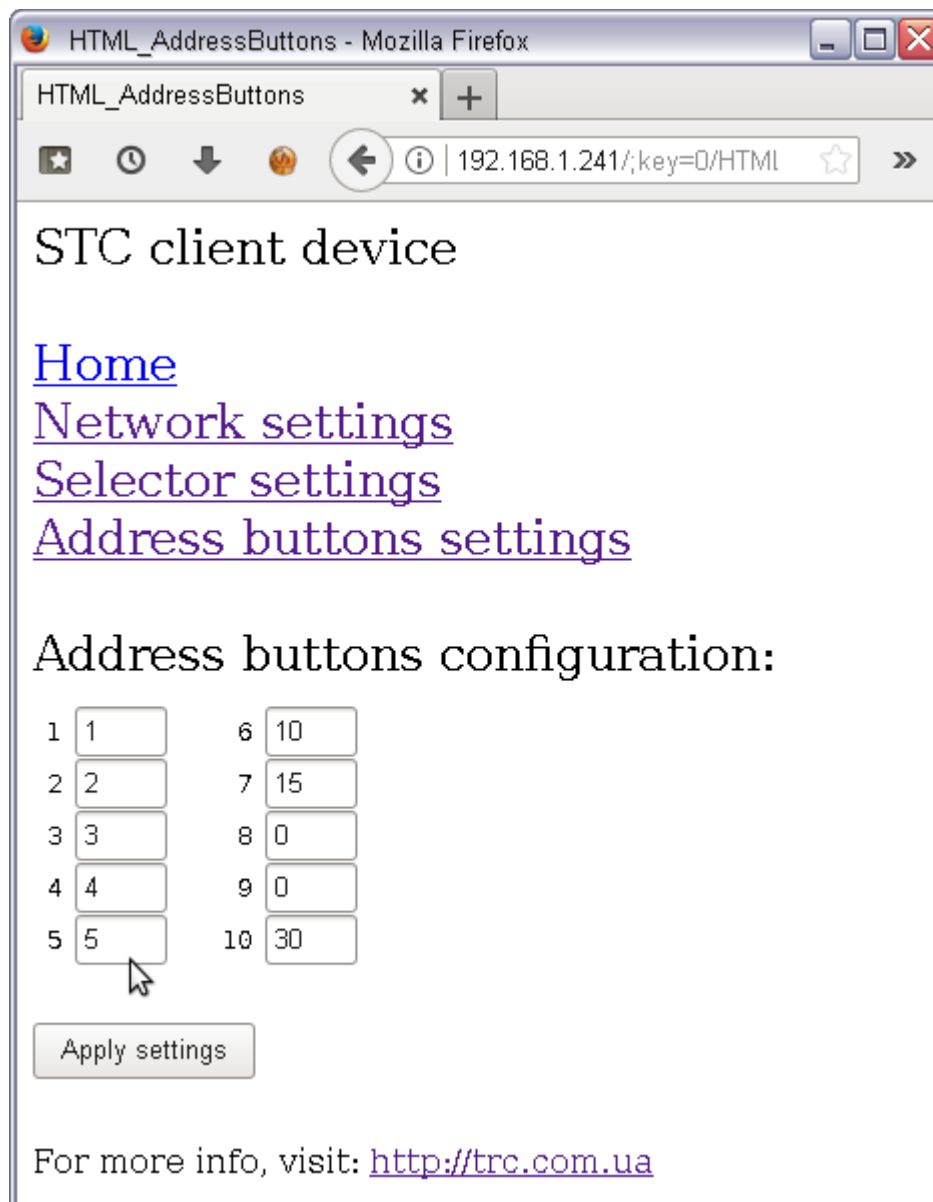 HTML_AddressButtons - Mozilla Firefox
HTML_AddressButtons
192.168.1.241/;key=0/HTML
STC client device
Home
Network settings
Selector settings
Address buttons settings
Address buttons configuration:
1 1 6 10
2 2 7 15
3 3 8 0
4 4 9 0
5 5 10 30
Apply settings
For more info, visit: http://trc.com.ua